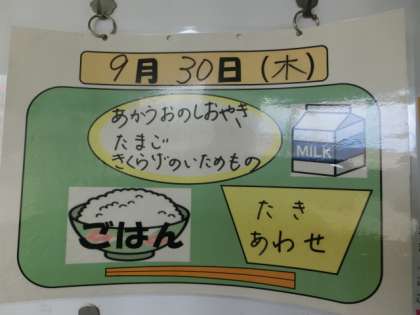 9月 30日 (木)
あかうおのしおやき
たまご
きくらげのいためもの
MILK
ごはん
たき
あわせ